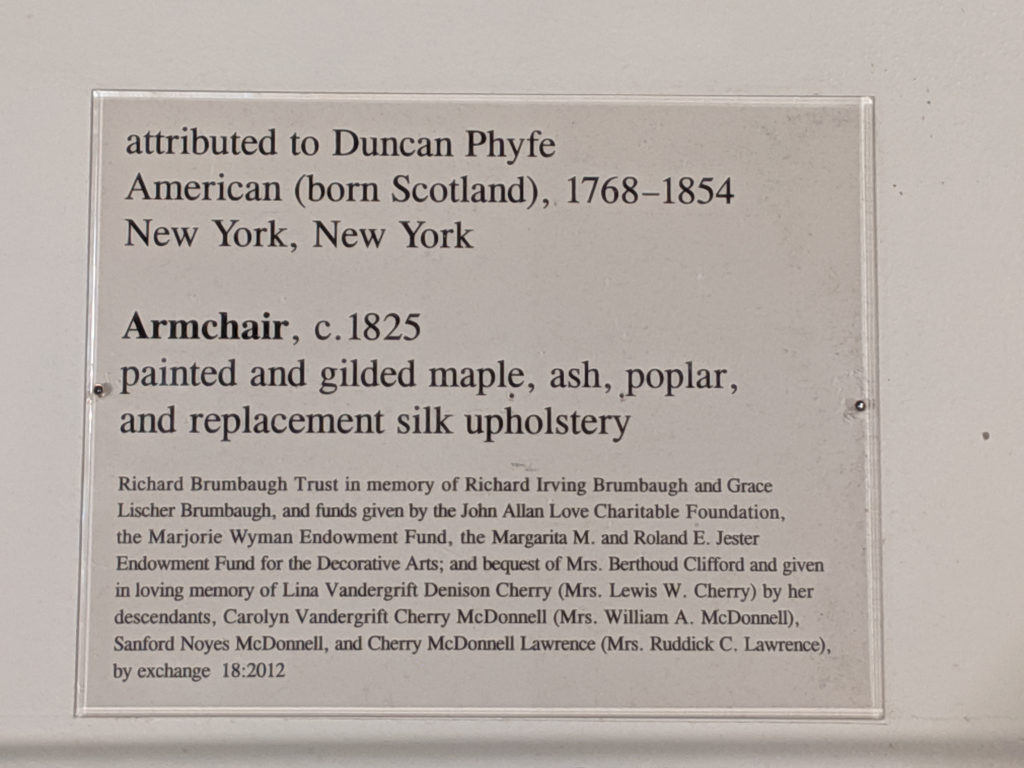 attributed to Duncan Phyfe
American (born Scotland), 1768–1854
New York, New York
Armchair, c.1825
painted and gilded maple, ash, poplar,
and replacement silk upholstery
Richard Brumbaugh Trust in memory of Richard Irving Brumbaugh and Grace
Lischer Brumbaugh, and funds given by the John Allan Love Charitable Foundation,
the Marjorie Wyman Endowment Fund, the Margarita M. and Roland E. Jester
Endowment Fund for the Decorative Arts; and bequest of Mrs. Berthoud Clifford and given
in loving memory of Lina Vandergrift Denison Cherry (Mrs. Lewis W. Cherry) by her
descendants, Carolyn Vandergrift Cherry McDonnell (Mrs. William A. McDonnell),
Sanford Noyes McDonnell, and Cherry McDonnell Lawrence (Mrs. Ruddick C. Lawrence),
by exchange 18:2012